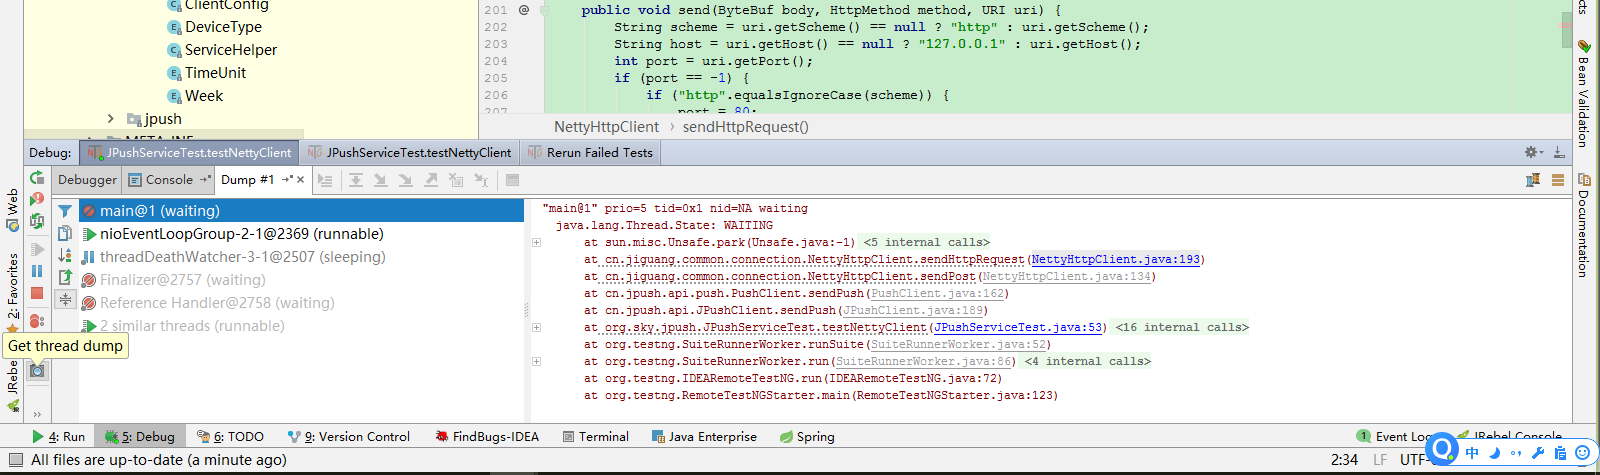 ClientConfig
DeviceType
ServiceHelper
TimeUnit
Week
jpush
META-INF
201 @ public void send(ByteBuf body, HttpMethod method, URI uri) {
202 String scheme = uri.getScheme() == null ? "http" : uri.getScheme();
203 String host = uri.getHost() == null ? "127.0.0.1" : uri.getHost();
204 int port = uri.getPort();
205 if (port == -1) {
206 if ("http".equalsIgnoreCase(scheme)) {
207 port = 80;
NettyHttpClient › sendHttpRequest()
Debug: JPushServiceTest.testNettyClient JPushServiceTest.testNettyClient Rerun Failed Tests
Debugger Console Dump #1
main@1 (waiting)
nioEventLoopGroup-2-1@2369 (runnable)
threadDeathWatcher-3-1@2507 (sleeping)
Finalizer@2757 (waiting)
Reference Handler@2758 (waiting)
2 similar threads (runnable)
"main@1" prio=5 tid=0x1 nid=NA waiting
java.lang.Thread.State: WAITING
at sun.misc.Unsafe.park(Unsafe.java:-1) <5 internal calls>
at cn.jiguang.common.connection.NettyHttpClient.sendHttpRequest(NettyHttpClient.java:193)
at cn.jiguang.common.connection.NettyHttpClient.sendPost(NettyHttpClient.java:134)
at cn.jpush.api.push.PushClient.sendPush(PushClient.java:162)
at cn.jpush.api.JPushClient.sendPush(JPushClient.java:189)
at org.sky.jpush.JPushServiceTest.testNettyClient(JPushServiceTest.java:53) <16 internal calls>
at org.testng.SuiteRunnerWorker.runSuite(SuiteRunnerWorker.java:52)
at org.testng.SuiteRunnerWorker.run(SuiteRunnerWorker.java:86) <4 internal calls>
at org.testng.IDEARemoteTestNG.run(IDEARemoteTestNG.java:72)
at org.testng.RemoteTestNGStarter.main(RemoteTestNGStarter.java:123)
Web
2: Favorites
JRebel
Get thread dump
Bean Validation
Documentation
4: Run 5: Debug 6: TODO 9: Version Control FindBugs-IDEA Terminal Java Enterprise Spring 1 Event Log JRebel Console
All files are up-to-date (a minute ago) 2:34 LF UTF- 中